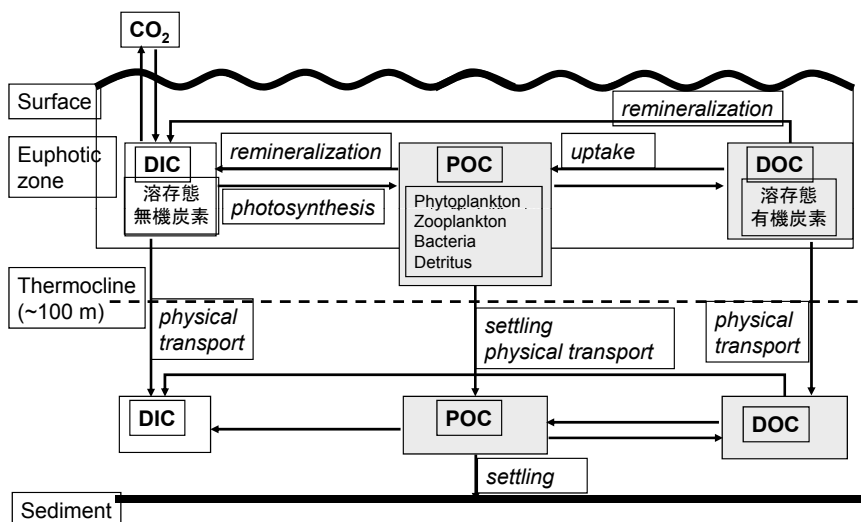 CO2
Surface
remineralization
Euphotic
zone
DIC
remineralization
POC
uptake
DOC
溶存態
無機炭素
photosynthesis
Phytoplankton
Zooplankton
Bacteria
Detritus
溶存態
有機炭素
Thermocline
(~100 m)
physical
transport
settling
physical transport
physical
transport
DIC
POC
DOC
settling
Sediment